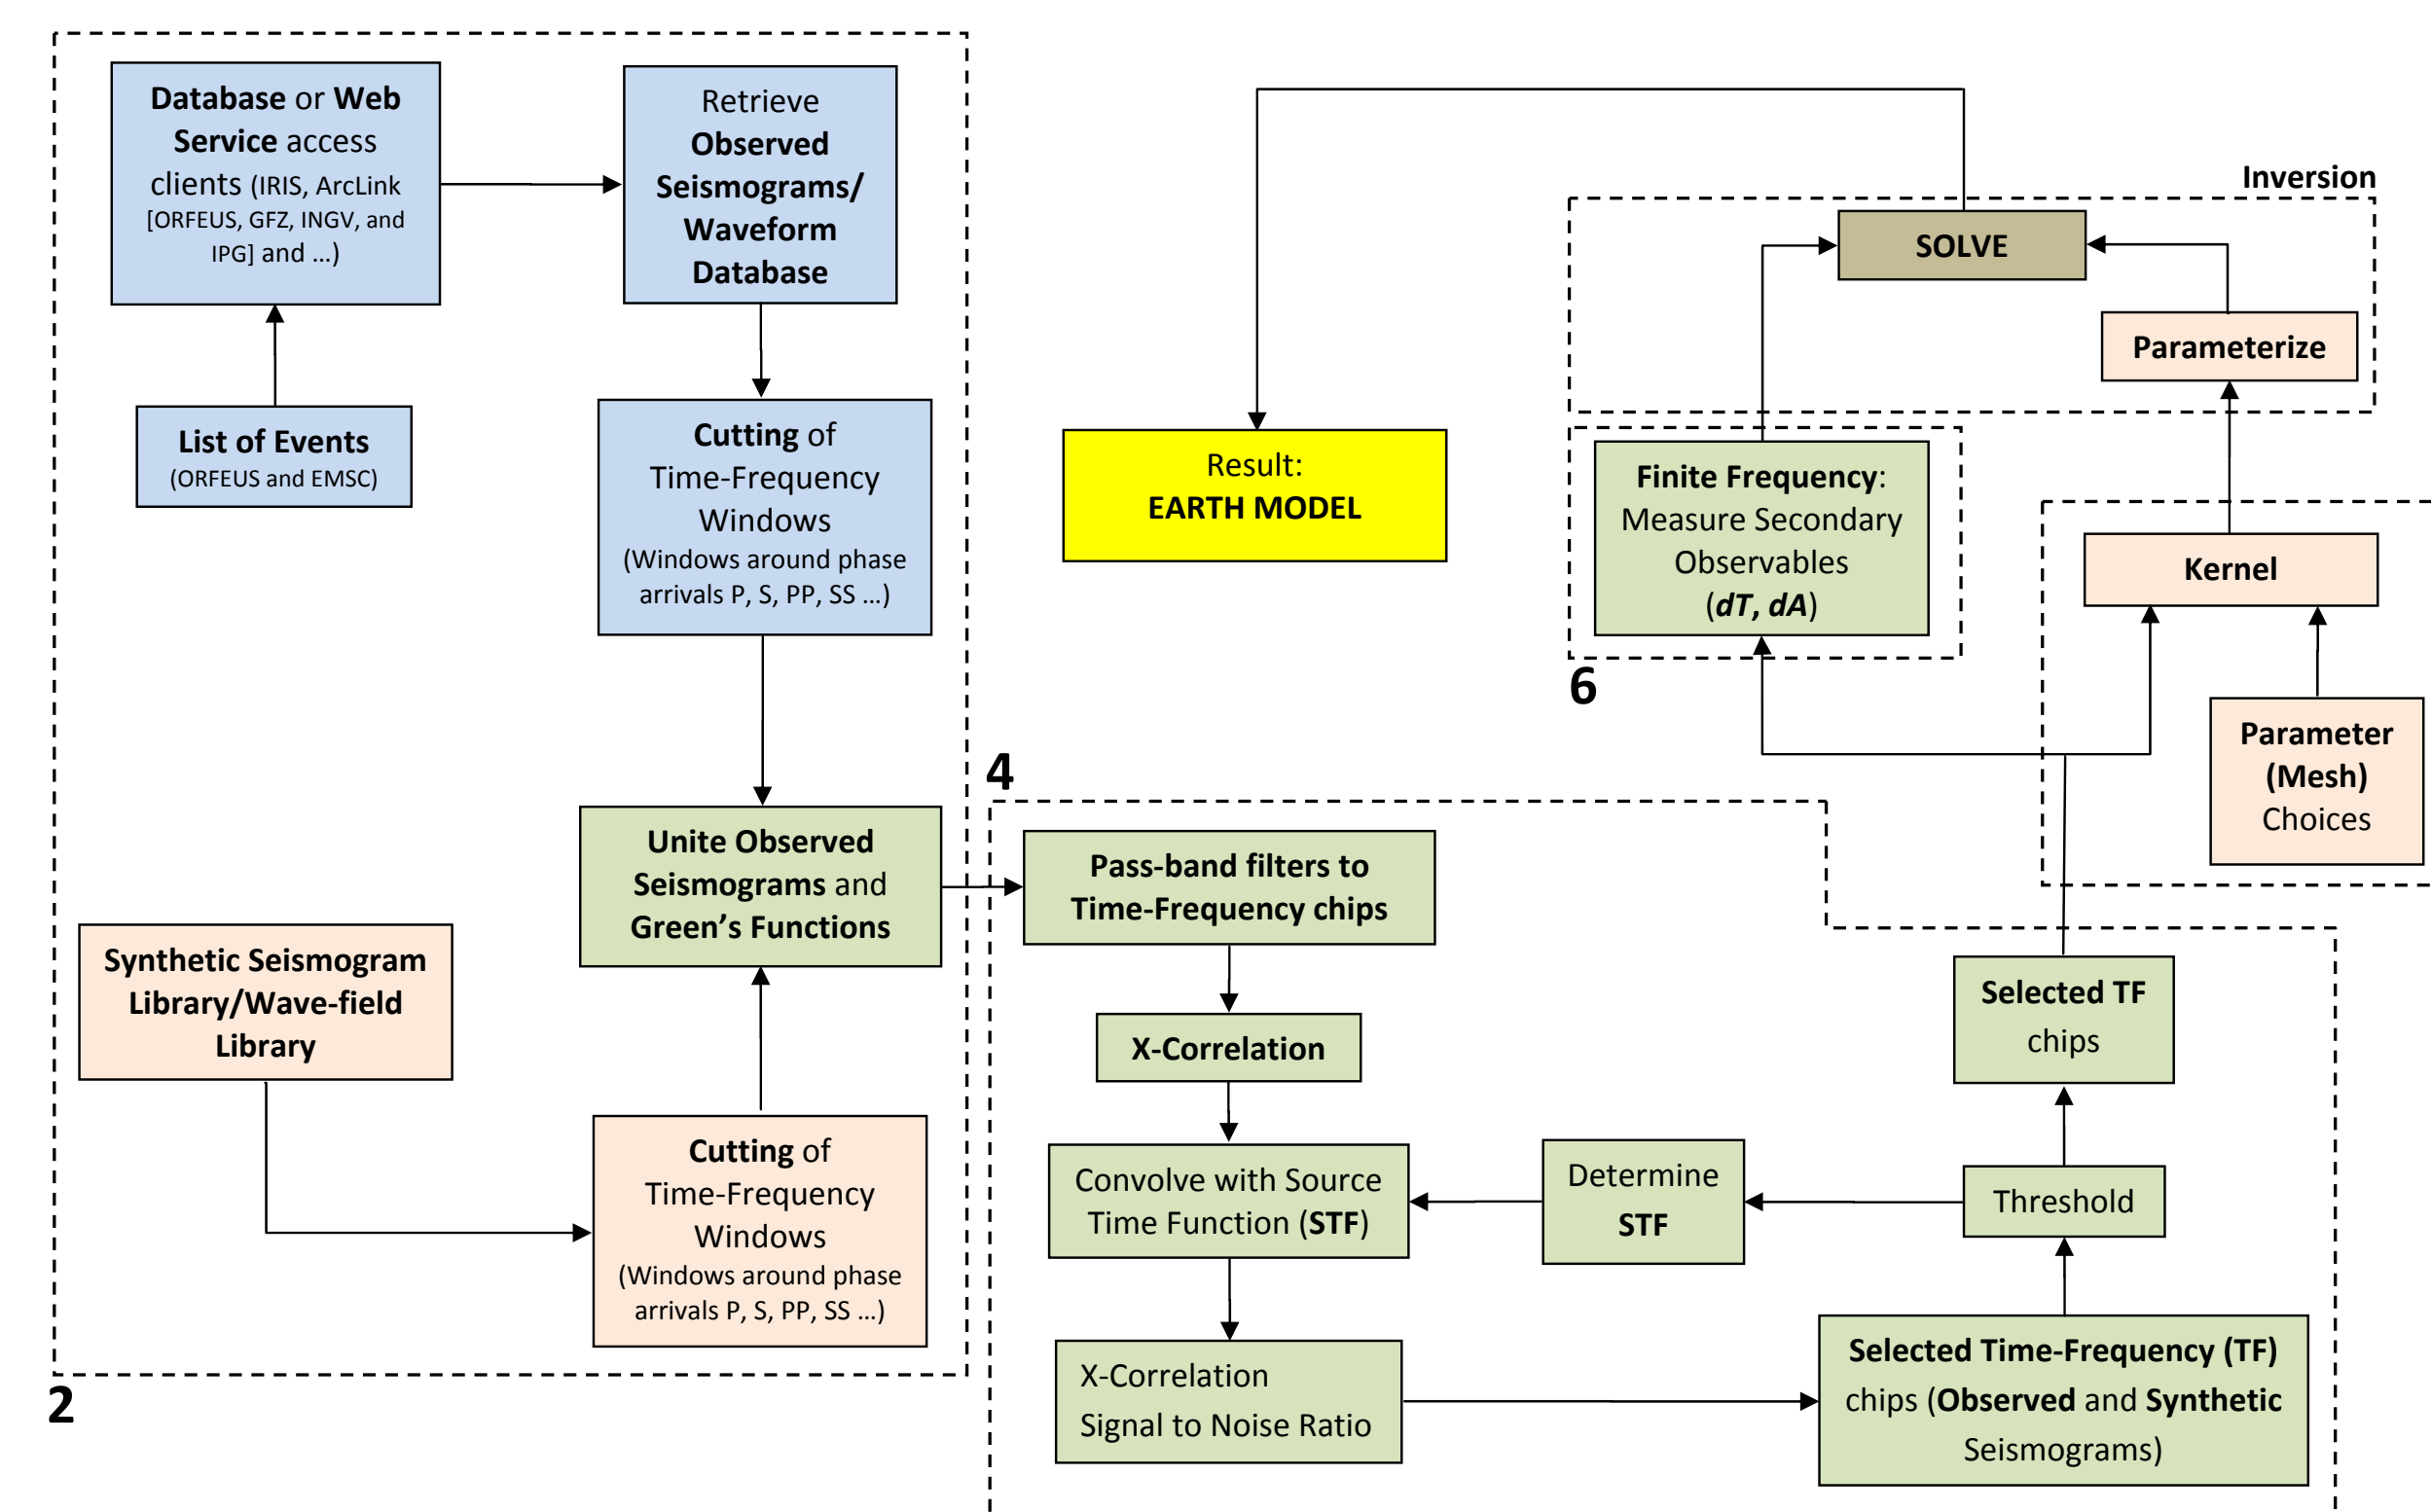 Database or Web
Service access
clients (IRIS, ArcLink
[ORFEUS, GFZ, INGV, and
IPG] and ...)
Retrieve
Observed
Seismograms/
Waveform
Database
List of Events
(ORFEUS and EMSC)
Cutting of
Time-Frequency
Windows
(Windows around phase
arrivals P, S, PP, SS ...)
Unite Observed
Seismograms and
Green’s Functions
Synthetic Seismogram
Library/Wave-field
Library
Cutting of
Time-Frequency
Windows
(Windows around phase
arrivals P, S, PP, SS ...)
2
4
Pass-band filters to
Time-Frequency chips
X-Correlation
Convolve with Source
Time Function (STF)
Determine
STF
Threshold
X-Correlation
Signal to Noise Ratio
Selected Time-Frequency (TF)
chips (Observed and Synthetic
Seismograms)
Selected TF
chips
Inversion
SOLVE
Parameterize
Result:
EARTH MODEL
Finite Frequency:
Measure Secondary
Observables
(dT, dA)
6
Kernel
Parameter
(Mesh)
Choices